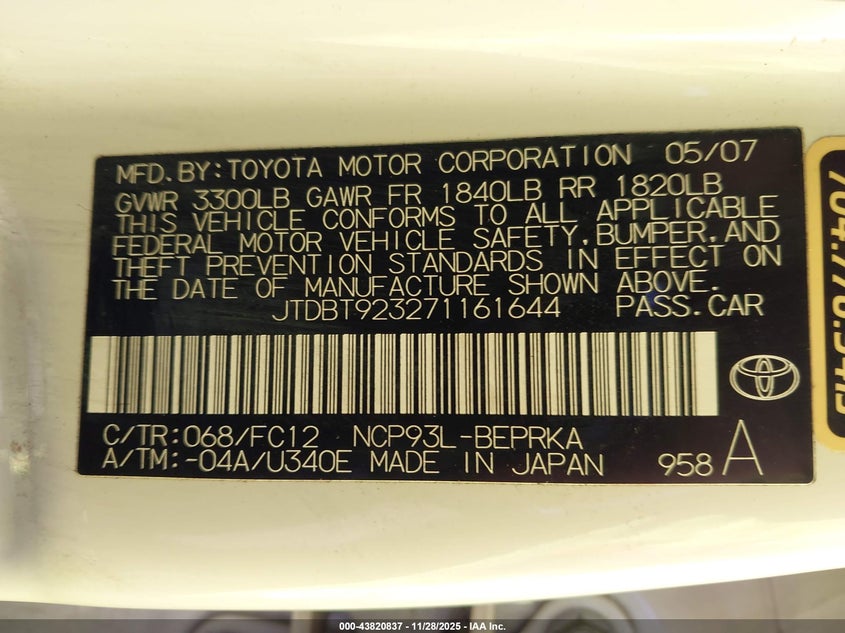 MFD.BY:TOYOTA MOTOR CORPORATION 05/07
GVWR 3300LB GAWR FR 1840LB RR 1820LB
THIS VEHICLE CONFORMS TO ALL APPLICABLE
FEDERAL MOTOR VEHICLE SAFETY,BUMPER,AND
THEFT PREVENTION STANDARDS IN EFFECT ON
THE DATE OF MANUFACTURE SHOWN ABOVE.
JTDBT923271161644 PASS.CAR
C/TR:068/FC12 NCP93L-BEPRKA
A/TM:-04A/U340E MADE IN JAPAN 958 A
000-43820837 - 11/28/2025 - IAA Inc.